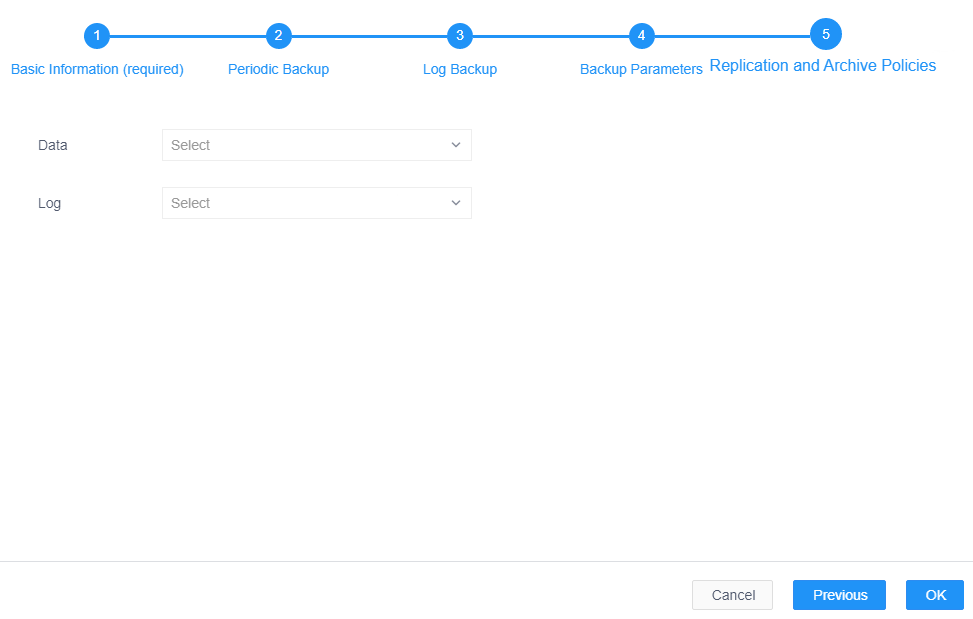 1 2 3 4 5
Basic Information (required) Periodic Backup Log Backup Backup Parameters Replication and Archive Policies
Data Select
Log Select
Cancel Previous OK